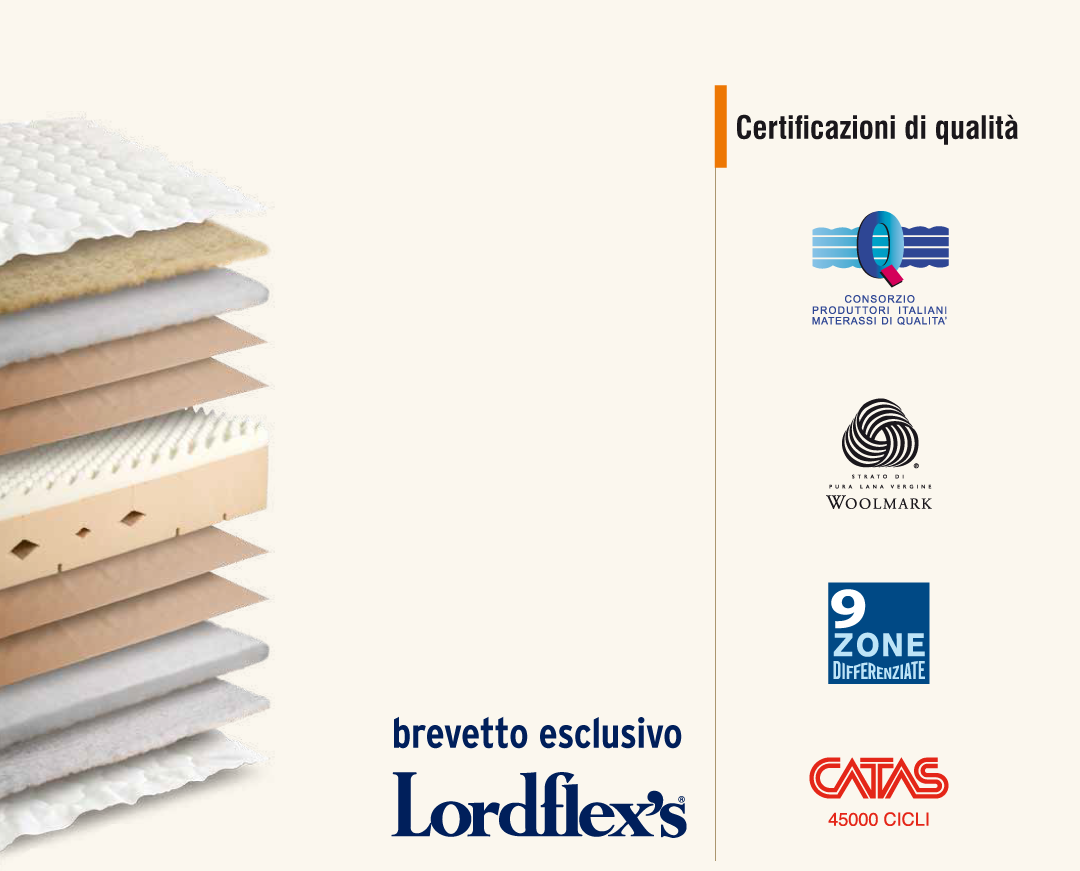 Certificazioni di qualità
CONSORZIO
PRODUTTORI ITALIANI
MATERASSI DI QUALITA'
STRATO DI
PURA LANA VERGINE
WOOLMARK
9
ZONE
DIFFERENZIATE
CATAS
45000 CICLI
brevetto esclusivo
Lordflex's®